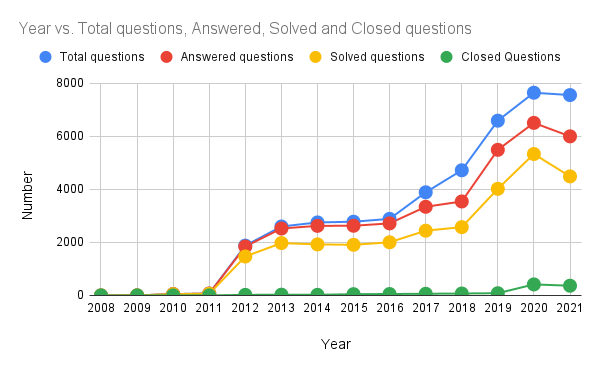 Year vs. Total questions, Answered, Solved and Closed questions
Total questions Answered questions Solved questions Closed Questions
8000
6000
4000
2000
0
Number
2008 2009 2010 2011 2012 2013 2014 2015 2016 2017 2018 2019 2020 2021
Year